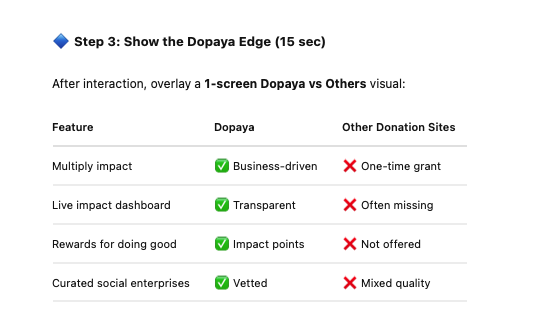 🔷 Step 3: Show the Dopaya Edge (15 sec)
After interaction, overlay a 1-screen Dopaya vs Others visual:
Feature Dopaya Other Donation Sites
Multiply impact ✅ Business-driven ❌ One-time grant
Live impact dashboard ✅ Transparent ❌ Often missing
Rewards for doing good ✅ Impact points ❌ Not offered
Curated social enterprises ✅ Vetted ❌ Mixed quality